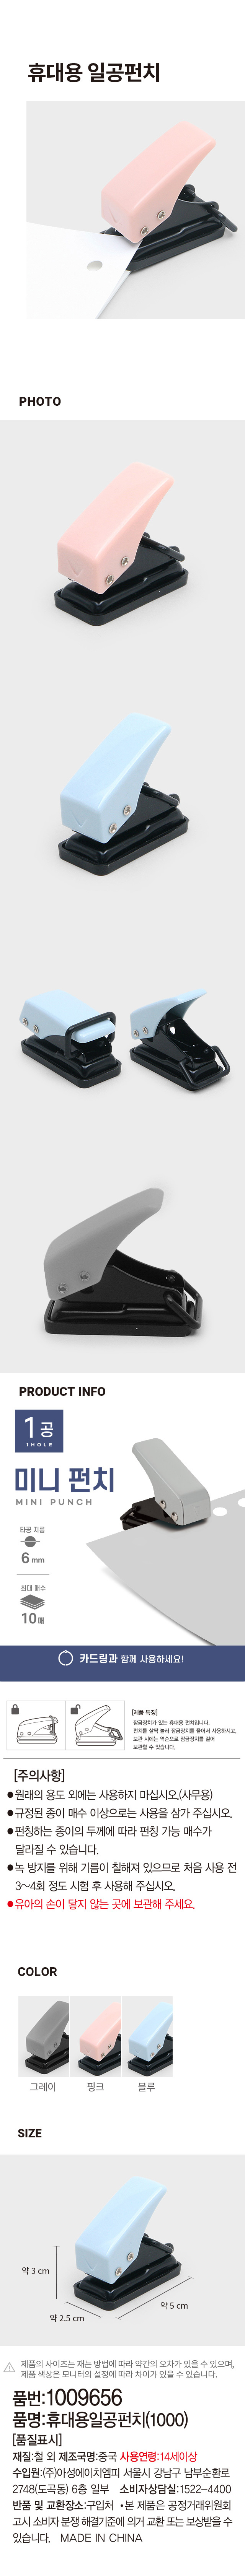 휴대용 일공펀치
PHOTO
PRODUCT INFO
1공
1HOLE
미니 펀치
MINI PUNCH
타공 지름
6 mm
최대 매수
10매
카드링과 함께 사용하세요!
[제품 특징]
잠금장치가 있는 휴대용 펀치입니다.
펀치를 살짝 눌러 잠금장치를 풀어서 사용하시고,
보관 시에는 역순으로 잠금장치를 걸어
보관할 수 있습니다.
[주의사항]
●원래의 용도 외에는 사용하지 마십시오.(사무용)
●규정된 종이 매수 이상으로는 사용을 삼가 주십시오.
●펀칭하는 종이의 두께에 따라 펀칭 가능 매수가
달라질 수 있습니다.
●녹 방지를 위해 기름이 칠해져 있으므로 처음 사용 전
3~4회 정도 시험 후 사용해 주십시오.
●유아의 손이 닿지 않는 곳에 보관해 주세요.
COLOR
그레이
핑크
블루
SIZE
약 3 cm
약 2.5 cm
약 5 cm
제품의 사이즈는 재는 방법에 따라 약간의 오차가 있을 수 있으며,
제품 색상은 모니터의 설정에 따라 차이가 있을 수 있습니다.
품번:1009656
품명:휴대용일공펀치(1000)
[품질표시]
재질:철 외 제조국명:중국 사용연령:14세이상
수입원:(주)아성에이치엠피 서울시 강남구 남부순환로
2748(도곡동) 6층 일부 소비자상담실:1522-4400
반품 및 교환장소:구입처 •본 제품은 공정거래위원회
고시 소비자 분쟁 해결기준에 의거 교환 또는 보상받을 수
있습니다. MADE IN CHINA